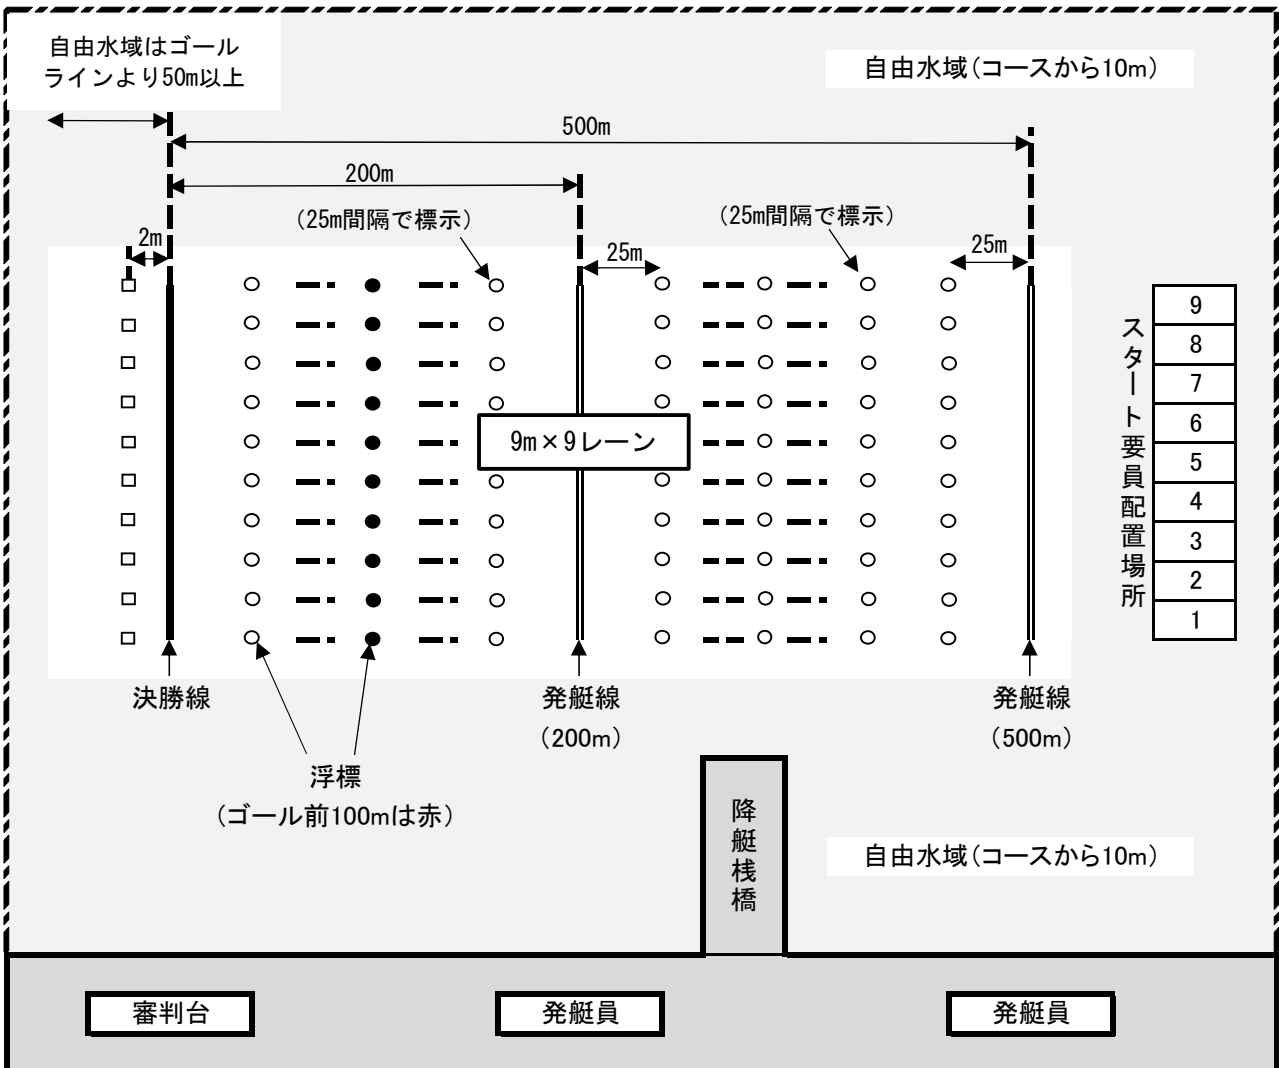 自由水域はゴール
ラインより50m以上
自由水域(コースから10m)
500m
200m
(25m間隔で標示)
(25m間隔で標示)
2m
25m
25m
9m×9レーン
スタート要員配置場所
9
8
7
6
5
4
3
2
1
決勝線
発艇線
(200m)
発艇線
(500m)
浮標
(ゴール前100mは赤)
降艇桟橋
自由水域(コースから10m)
審判台
発艇員
発艇員